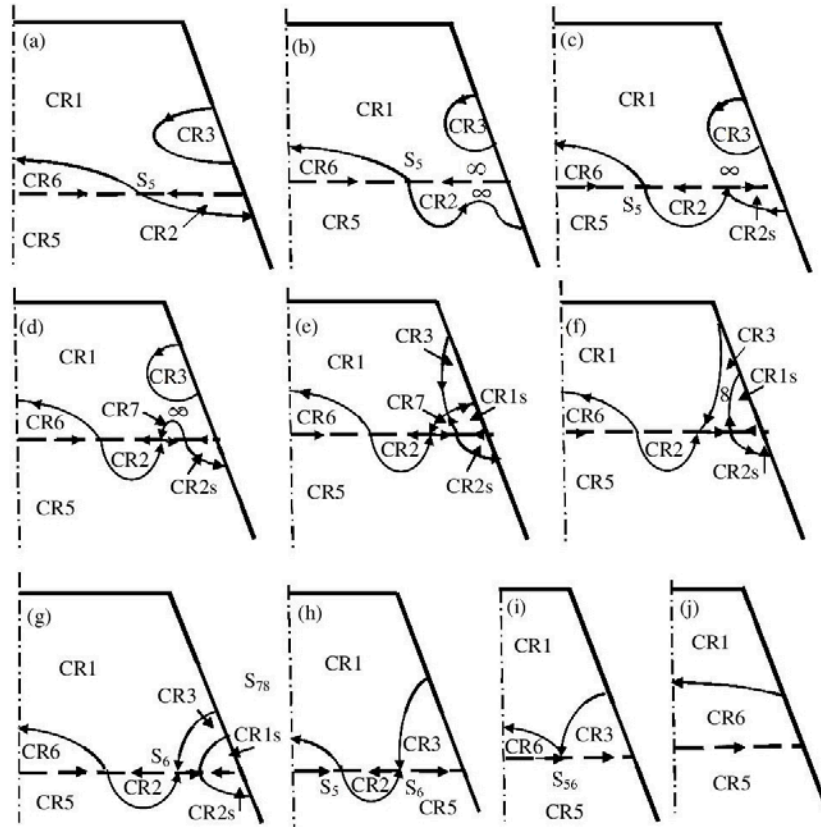 (a)
CR1
CR3
CR6
S5
CR5
CR2
(b)
CR1
CR3
CR6
S5
∞
∞
CR2
CR5
(c)
CR1
CR3
CR6
∞
S5
CR2
CR5
CR2s
(d)
CR1
CR3
CR7
∞
CR6
CR2
CR2s
CR5
(e)
CR3
CR1
CR7
CR1s
CR6
CR2
CR5
CR2s
(f)
CR3
CR1
CR1s
8
CR6
CR2
CR2s
CR5
(g)
CR1
S78
CR3
CR1s
CR6
S6
CR2
CR5
CR2s
(h)
CR1
CR3
CR6
S5
CR2
S6
CR5
(i)
CR1
CR3
CR6
S56
CR5
(j)
CR1
CR6
CR5